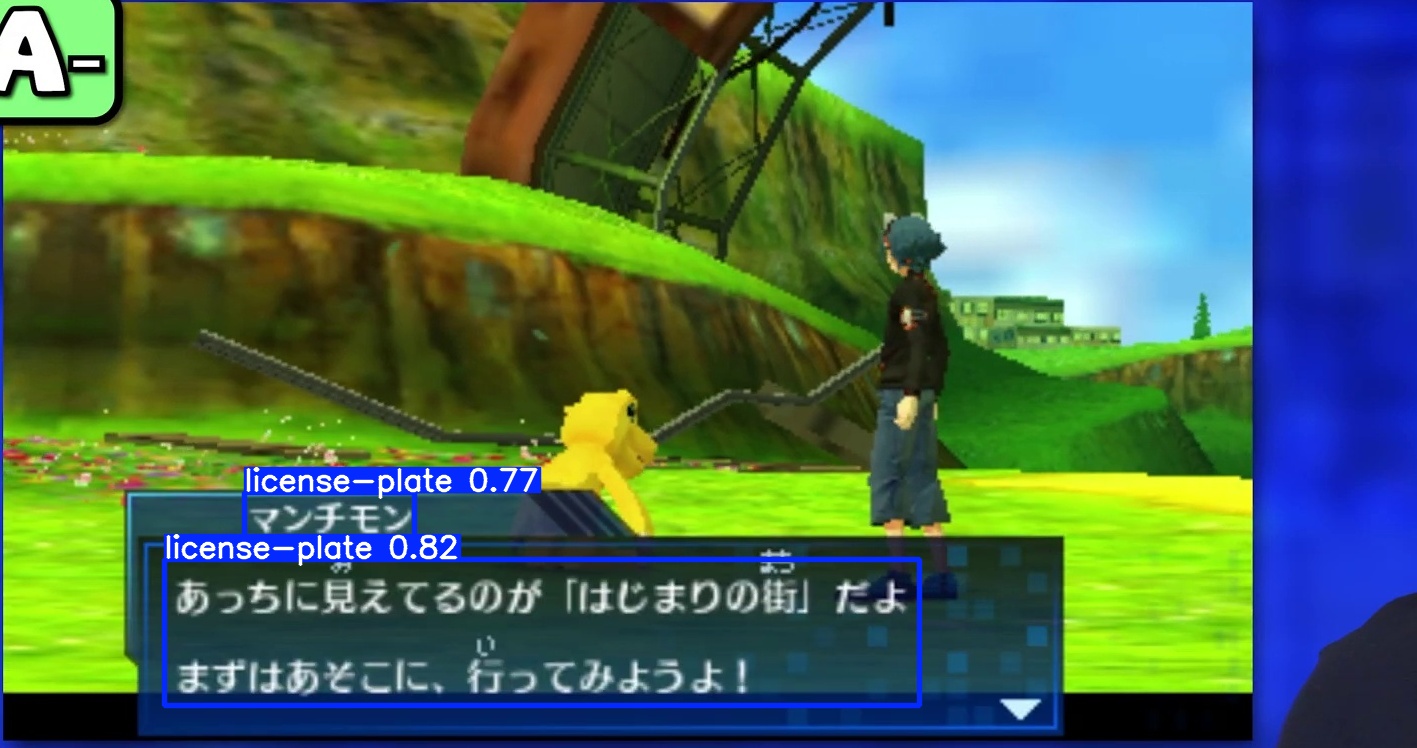 A-
license-plate 0.77
マンチモン
license-plate 0.82
あっちに見えてるのが「はじまりの街」だよ
まずはあそこに、行ってみようよ！